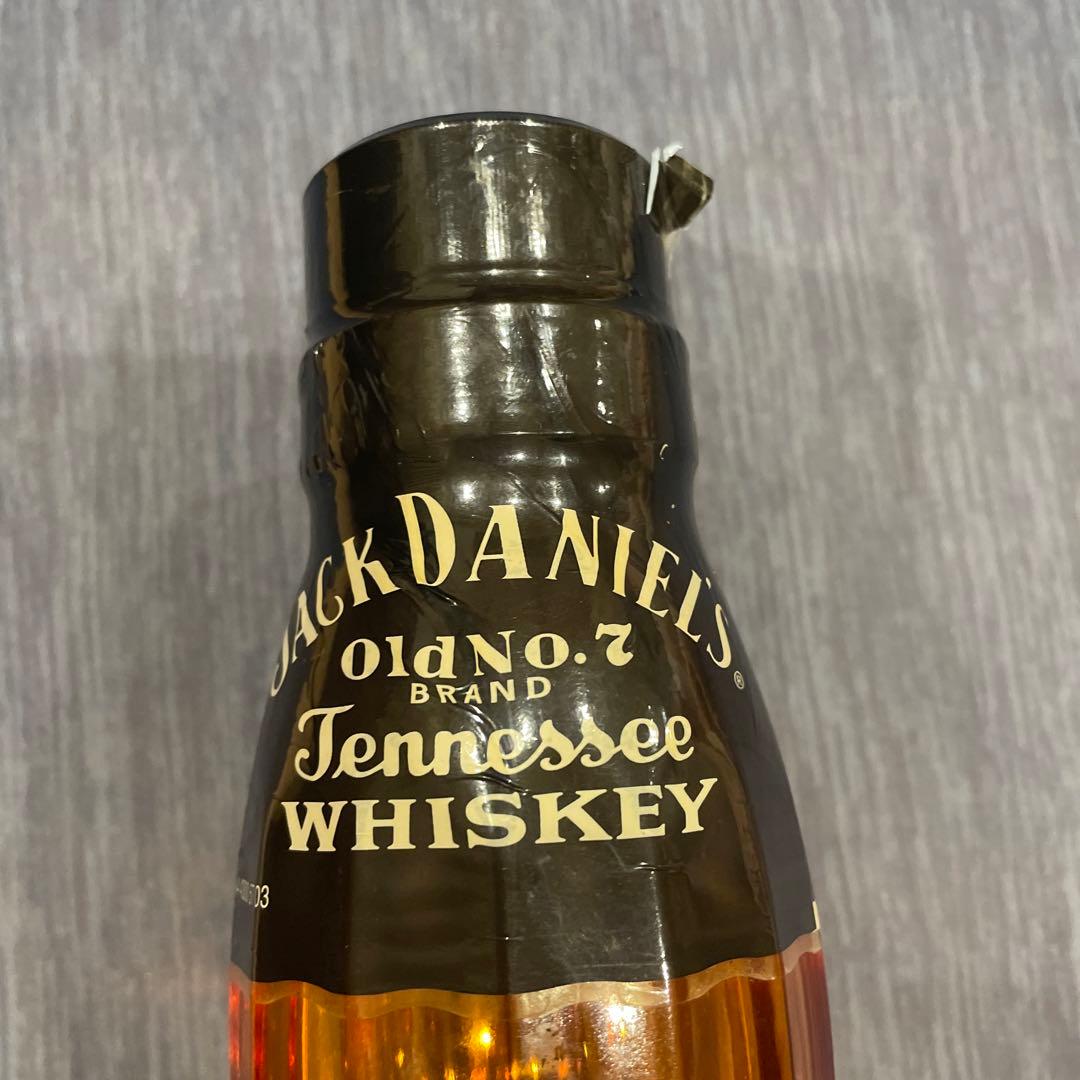 JACK DANIEL'S®
Old No. 7
BRAND
Tennessee
WHISKEY